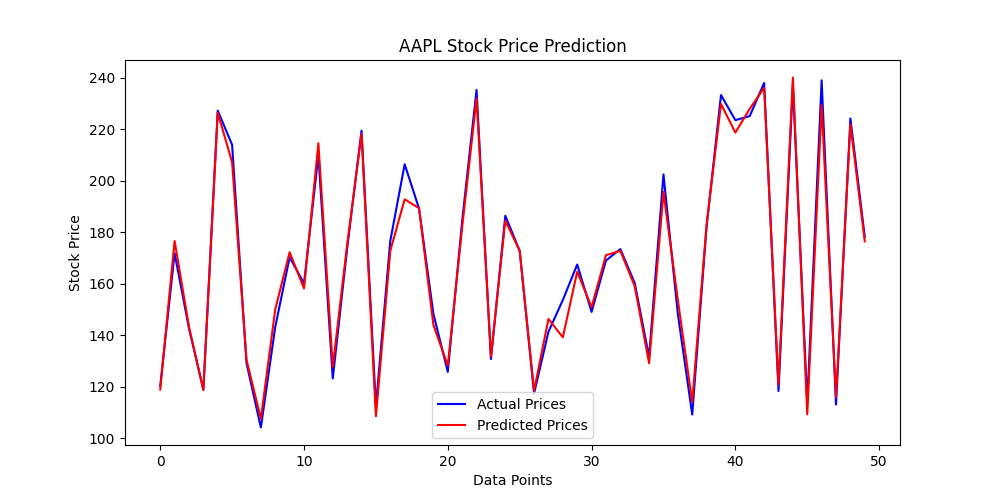 AAPL Stock Price Prediction
Stock Price
240
220
200
180
160
140
120
100
Actual Prices
Predicted Prices
0 10 20 30 40 50
Data Points